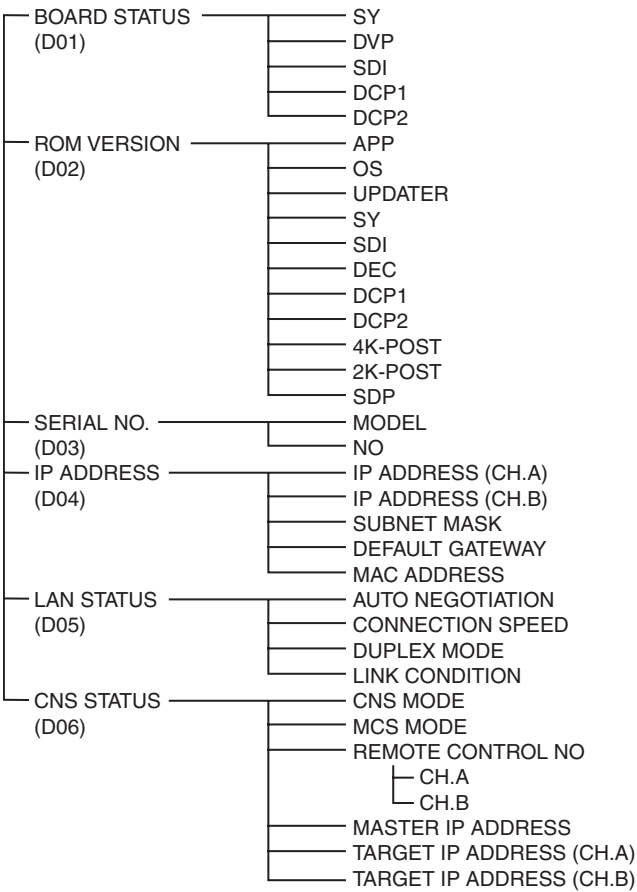 BOARD STATUS
(D01)
SY
DVP
SDI
DCP1
DCP2
ROM VERSION
(D02)
APP
OS
UPDATER
SY
SDI
DEC
DCP1
DCP2
4K-POST
2K-POST
SDP
SERIAL NO.
(D03)
MODEL
NO
IP ADDRESS
(D04)
IP ADDRESS (CH.A)
IP ADDRESS (CH.B)
SUBNET MASK
DEFAULT GATEWAY
MAC ADDRESS
LAN STATUS
(D05)
AUTO NEGOTIATION
CONNECTION SPEED
DUPLEX MODE
LINK CONDITION
CNS STATUS
(D06)
CNS MODE
MCS MODE
REMOTE CONTROL NO
CH.A
CH.B
MASTER IP ADDRESS
TARGET IP ADDRESS (CH.A)
TARGET IP ADDRESS (CH.B)